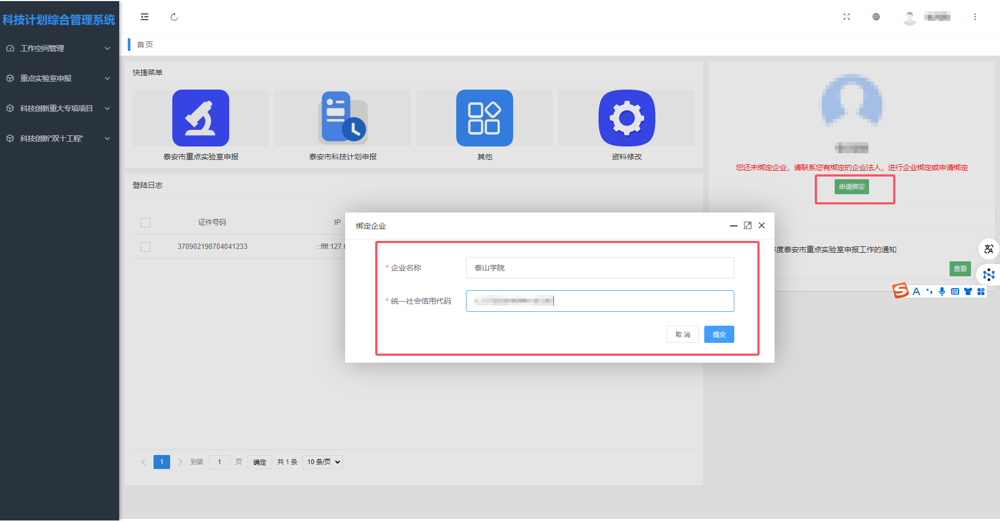 科技计划综合管理系统
工作空间管理
重点实验室申报
科技创新重大专项项目
科技创新“双十工程”
首页
快捷菜单
泰安市重点实验室申报
泰安市科技计划申报
其他
资料修改
您还未绑定企业，请联系您有绑定的企业法人，进行企业绑定或申请绑定
申请绑定
登陆日志
证件号码 IP
370902198704041233 ::ffff:127.
绑定企业
* 企业名称 泰山学院
* 统一社会信用代码
取 消 提交
度泰安市重点实验室申报工作的通知
查看
S A
1 到第 1 页 确定 共 1 条 10 条/页